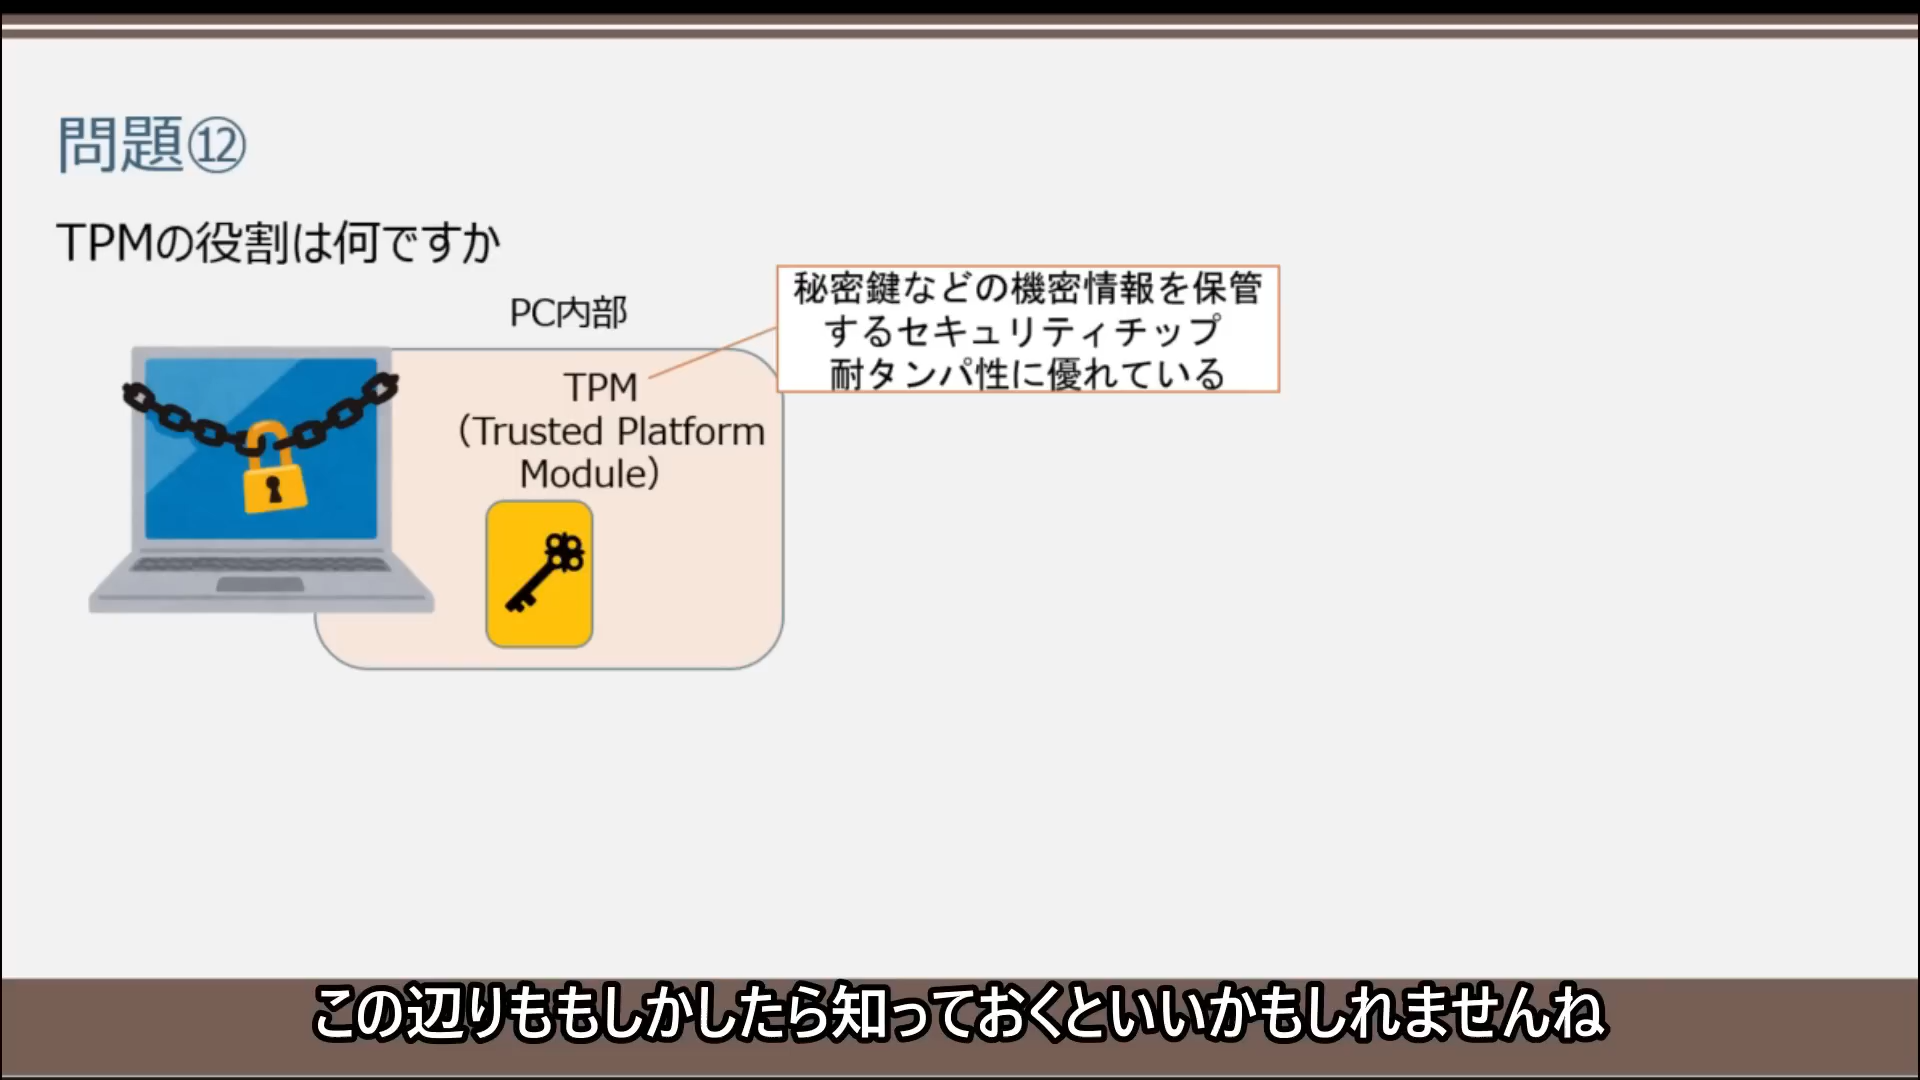 問題⑫
TPMの役割は何ですか
PC内部
秘密鍵などの機密情報を保管
するセキュリティチップ
耐タンパ性に優れている
TPM
（Trusted Platform
Module）
この辺りももしかしたら知っておくといいかもしれませんね